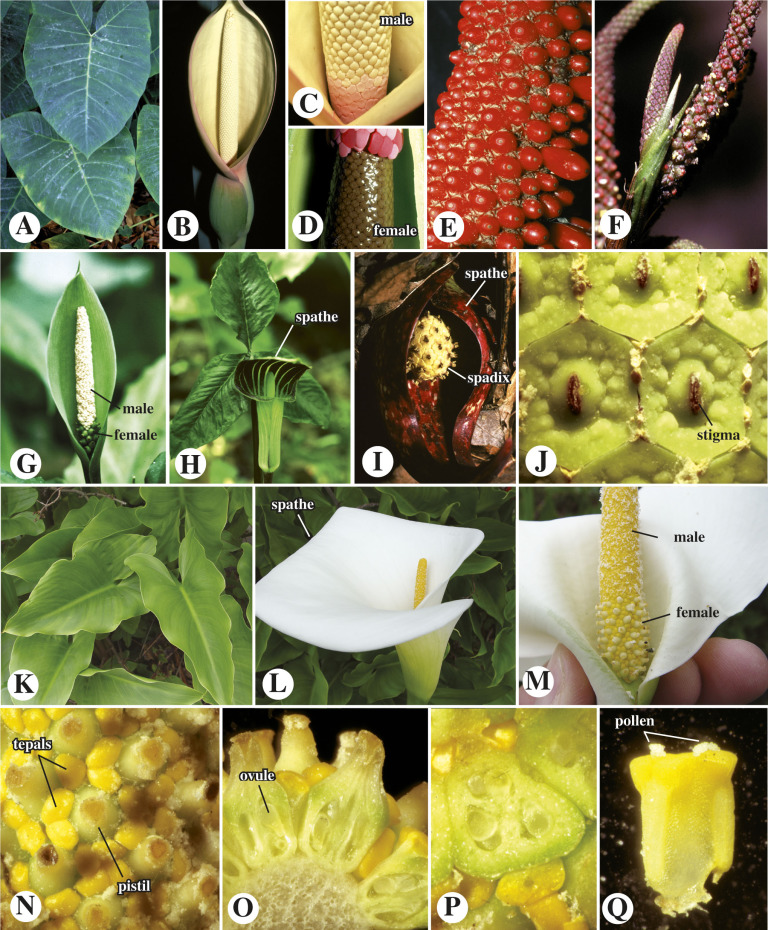 A
B
male
C
D
female
E
F
male
female
G
spathe
H
spathe
spadix
I
stigma
J
K
spathe
L
male
female
M
tepals
pistil
N
ovule
O
P
pollen
Q